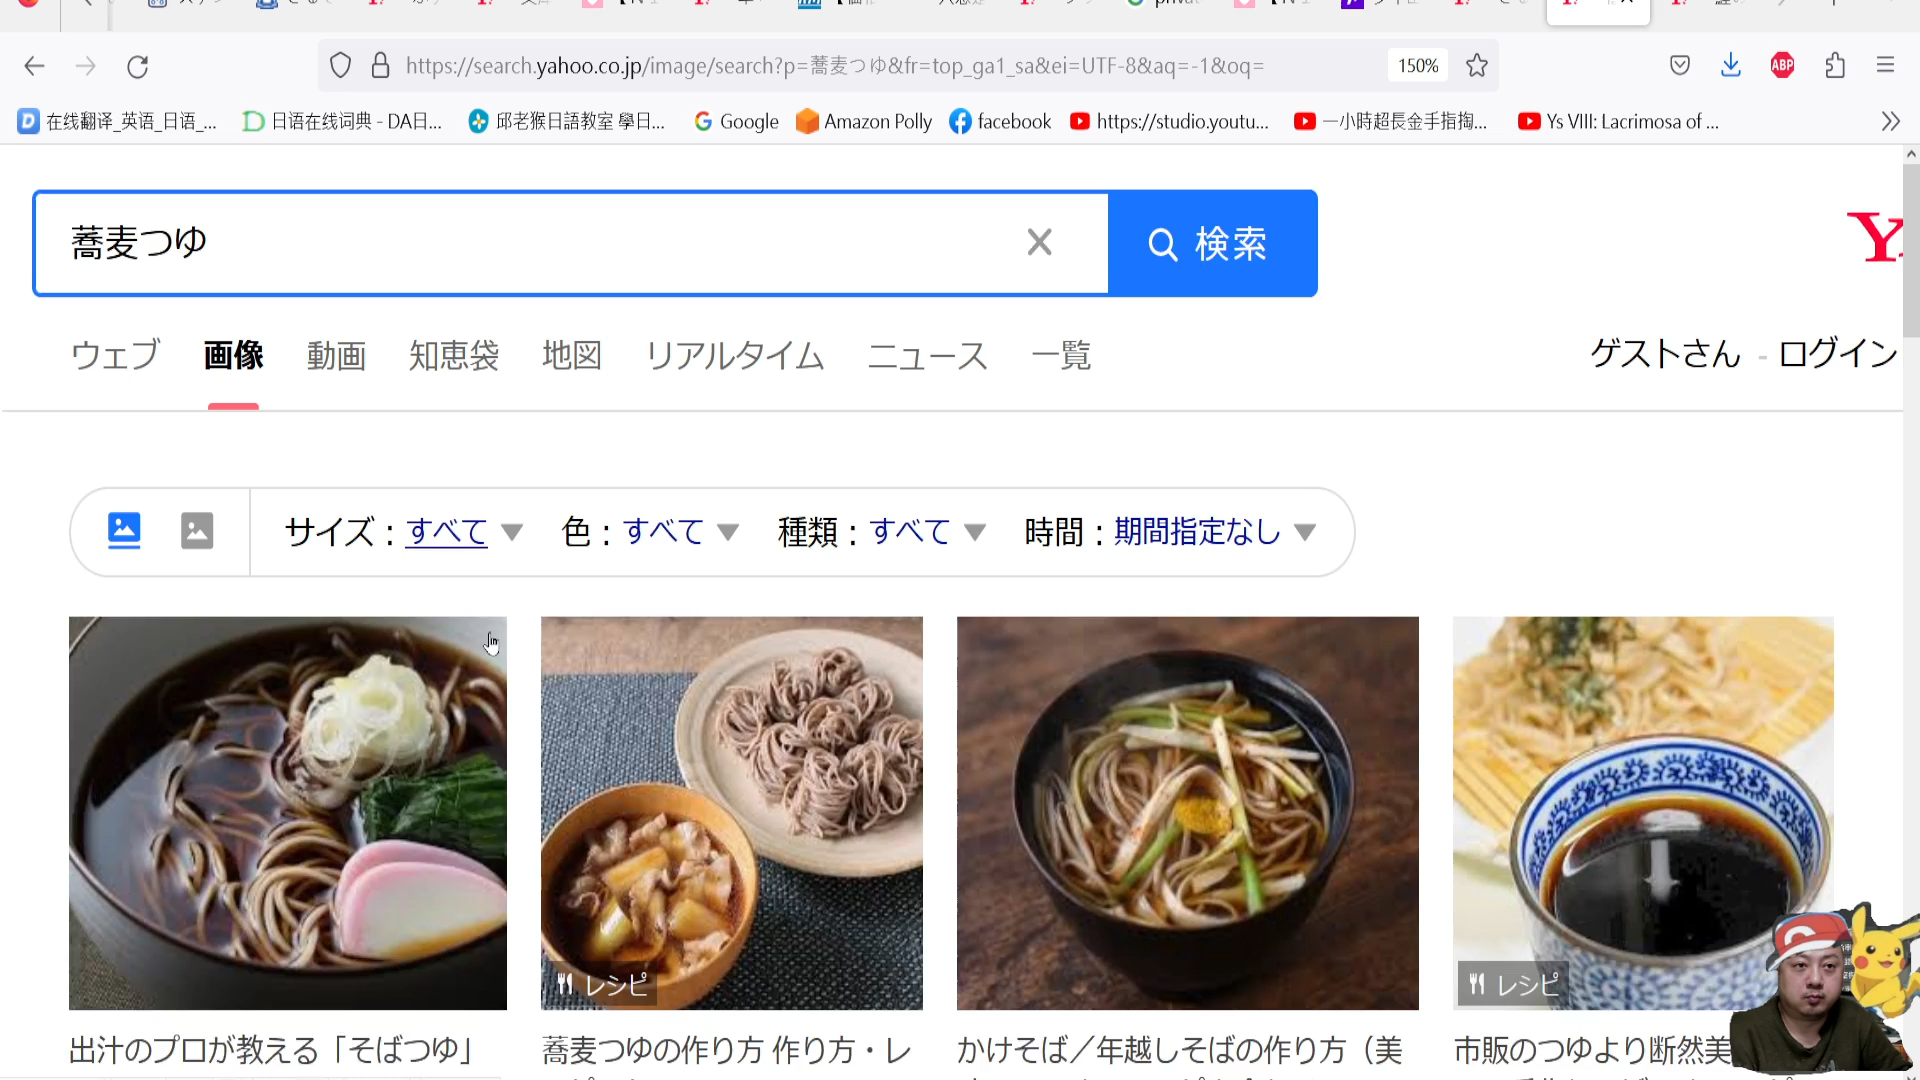 https://search.yahoo.co.jp/image/search?p=蕎麦つゆ&fr=top_ga1_sa&ei=UTF-8&aq=-1&oq=
150%
ABP
在线翻译_英语_日语_...
日语在线词典 - DA日...
邱老猴日語教室 學日...
Google
Amazon Polly
facebook
https://studio.youtu...
一小時超長金手指掏...
Ys VIII: Lacrimosa of ...
蕎麦つゆ
検索
ウェブ 画像 動画 知恵袋 地図 リアルタイム ニュース 一覧
ゲストさん - ログイン
サイズ：すべて 色：すべて 種類：すべて 時間：期間指定なし
レシピ
レシピ
出汁のプロが教える「そばつゆ」
蕎麦つゆの作り方 作り方・レ
かけそば／年越しそばの作り方（美
市販のつゆより断然美